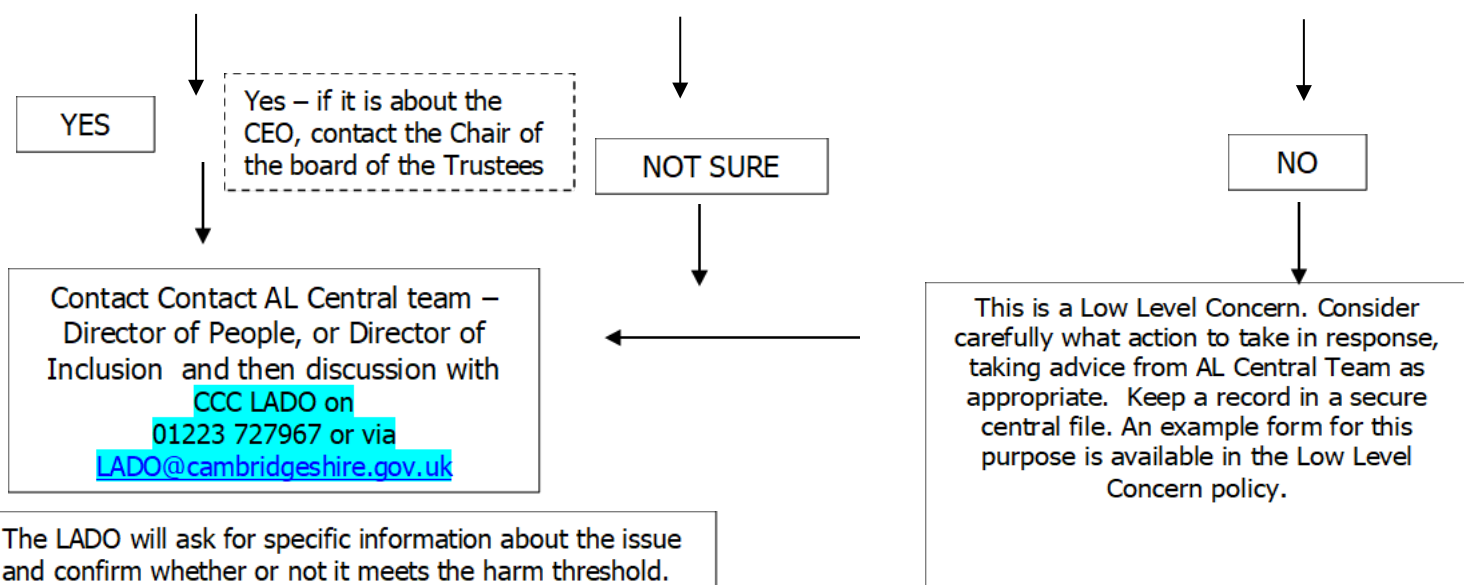 YES
Yes – if it is about the
CEO, contact the Chair of
the board of the Trustees
NOT SURE
NO
Contact Contact AL Central team –
Director of People, or Director of
Inclusion  and then discussion with
CCC LADO on
01223 727967 or via
LADO@cambridgeshire.gov.uk
This is a Low Level Concern. Consider
carefully what action to take in response,
taking advice from AL Central Team as
appropriate.  Keep a record in a secure
central file. An example form for this
purpose is available in the Low Level
Concern policy.
The LADO will ask for specific information about the issue
and confirm whether or not it meets the harm threshold.